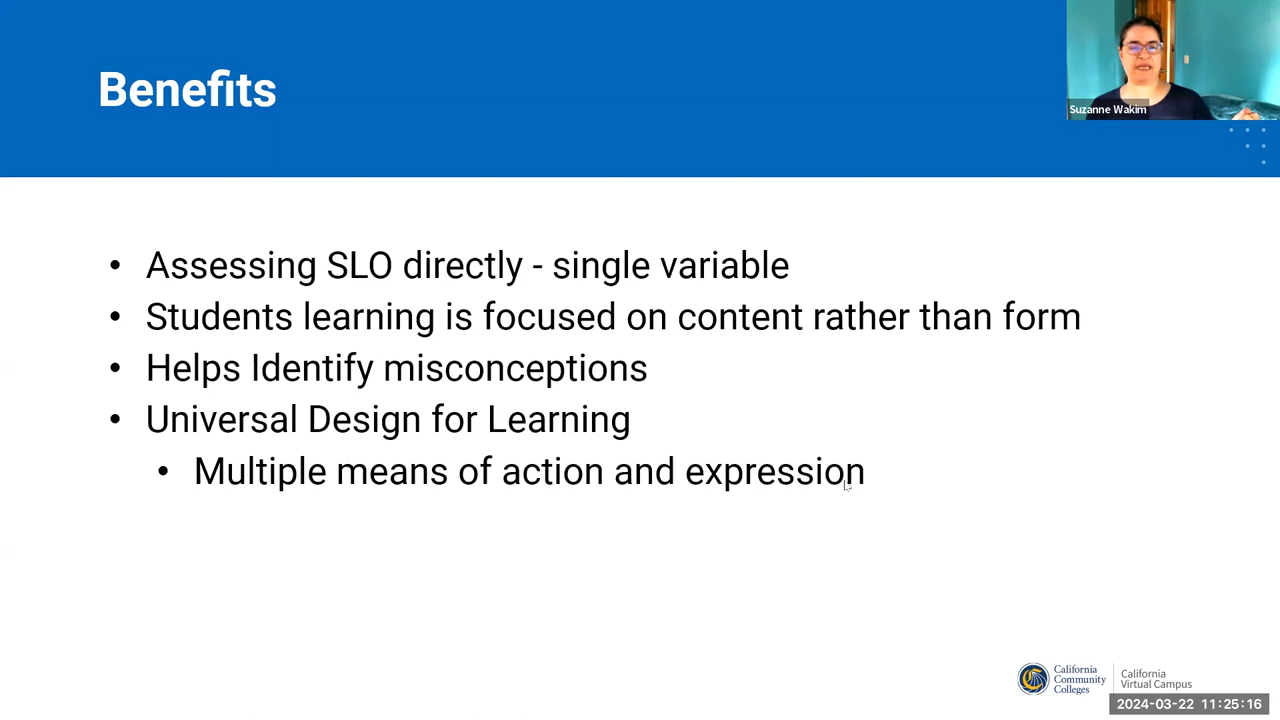 Benefits
Suzanne Wakim
• Assessing SLO directly - single variable
• Students learning is focused on content rather than form
• Helps Identify misconceptions
• Universal Design for Learning
• Multiple means of action and expression
California
Community
Colleges
California
Virtual Campus
2024-03-22 11:25:16